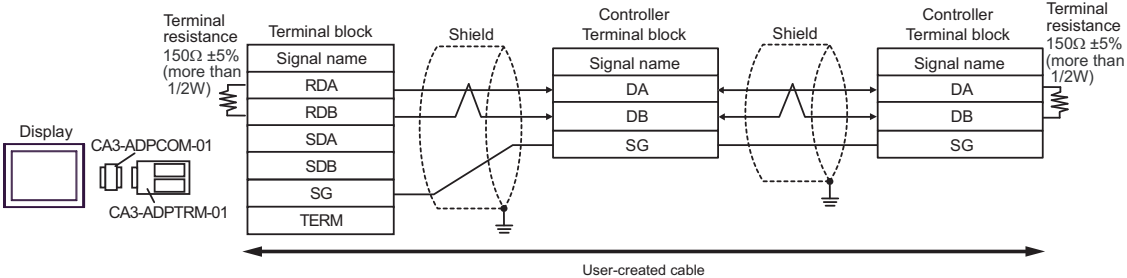 Terminal
resistance
150Ω ±5%
(more than
1/2W)
Terminal block
Signal name
RDA
RDB
SDA
SDB
SG
TERM
Shield
Controller
Terminal block
Signal name
DA
DB
SG
Shield
Controller
Terminal block
Signal name
DA
DB
SG
Terminal
resistance
150Ω ±5%
(more than
1/2W)
Display
CA3-ADPCOM-01
CA3-ADPTRM-01
User-created cable